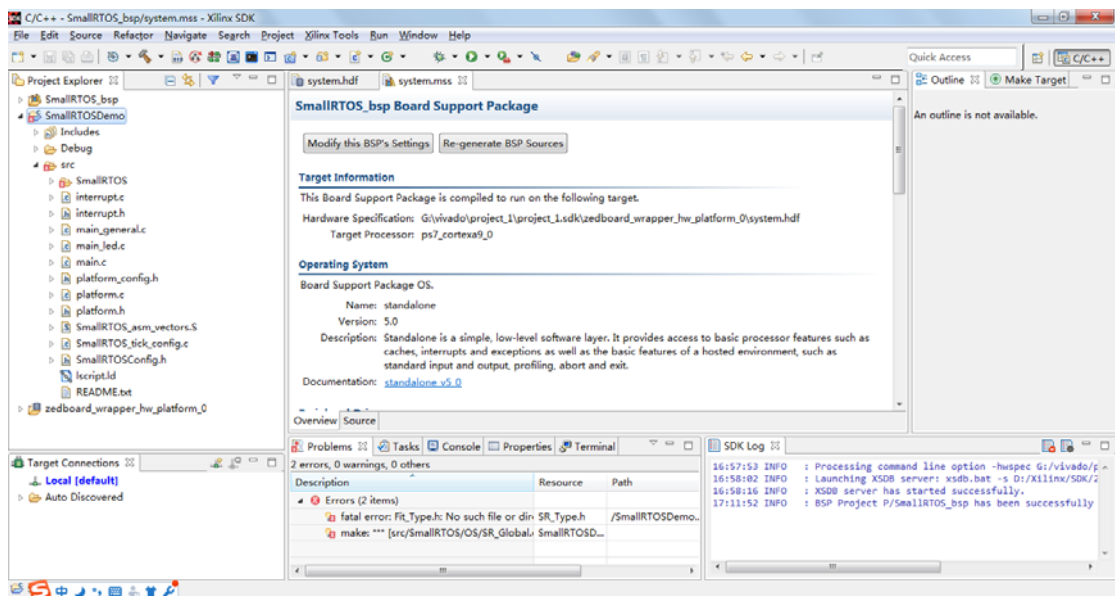 C/C++ - SmallRTOS_bsp/system.mss - Xilinx SDK
File Edit Source Refactor Navigate Search Project Xilinx Tools Run Window Help
Quick Access
C/C++
Project Explorer
SmallRTOS_bsp
SmallRTOSDemo
Includes
Debug
src
SmallRTOS
interrupt.c
interrupt.h
main_general.c
main_led.c
main.c
platform_config.h
platform.c
platform.h
SmallRTOS_asm_vectors.S
SmallRTOS_tick_config.c
SmallRTOSConfig.h
lscript.ld
README.txt
zedboard_wrapper_hw_platform_0
Target Connections
Local [default]
Auto Discovered
system.hdf system.mss
SmallRTOS_bsp Board Support Package
Modify this BSP's Settings Re-generate BSP Sources
Target Information
This Board Support Package is compiled to run on the following target.
Hardware Specification: G:\vivado\project_1\project_1.sdk\zedboard_wrapper_hw_platform_0\system.hdf
Target Processor: ps7_cortexa9_0
Operating System
Board Support Package OS.
Name: standalone
Version: 5.0
Description: Standalone is a simple, low-level software layer. It provides access to basic processor features such as
caches, interrupts and exceptions as well as the basic features of a hosted environment, such as
standard input and output, profiling, abort and exit.
Documentation: standalone v5 0
Overview Source
Outline Make Target
An outline is not available.
Problems Tasks Console Properties Terminal
2 errors, 0 warnings, 0 others
Description Resource Path
Errors (2 items)
fatal error: Fit_Type.h: No such file or dire SR_Type.h /SmallRTOSDemo..
make: *** [src/SmallRTOS/OS/SR_Global. SmallRTOSD...
SDK Log
16:57:53 INFO : Processing command line option -hwspec G:/vivado/p
16:58:02 INFO : Launching XSDB server: xsdb.bat -s D:/Xilinx/SDK/2
16:58:16 INFO : XSDB server has started successfully.
17:11:52 INFO : BSP Project P/SmallRTOS_bsp has been successfully
中